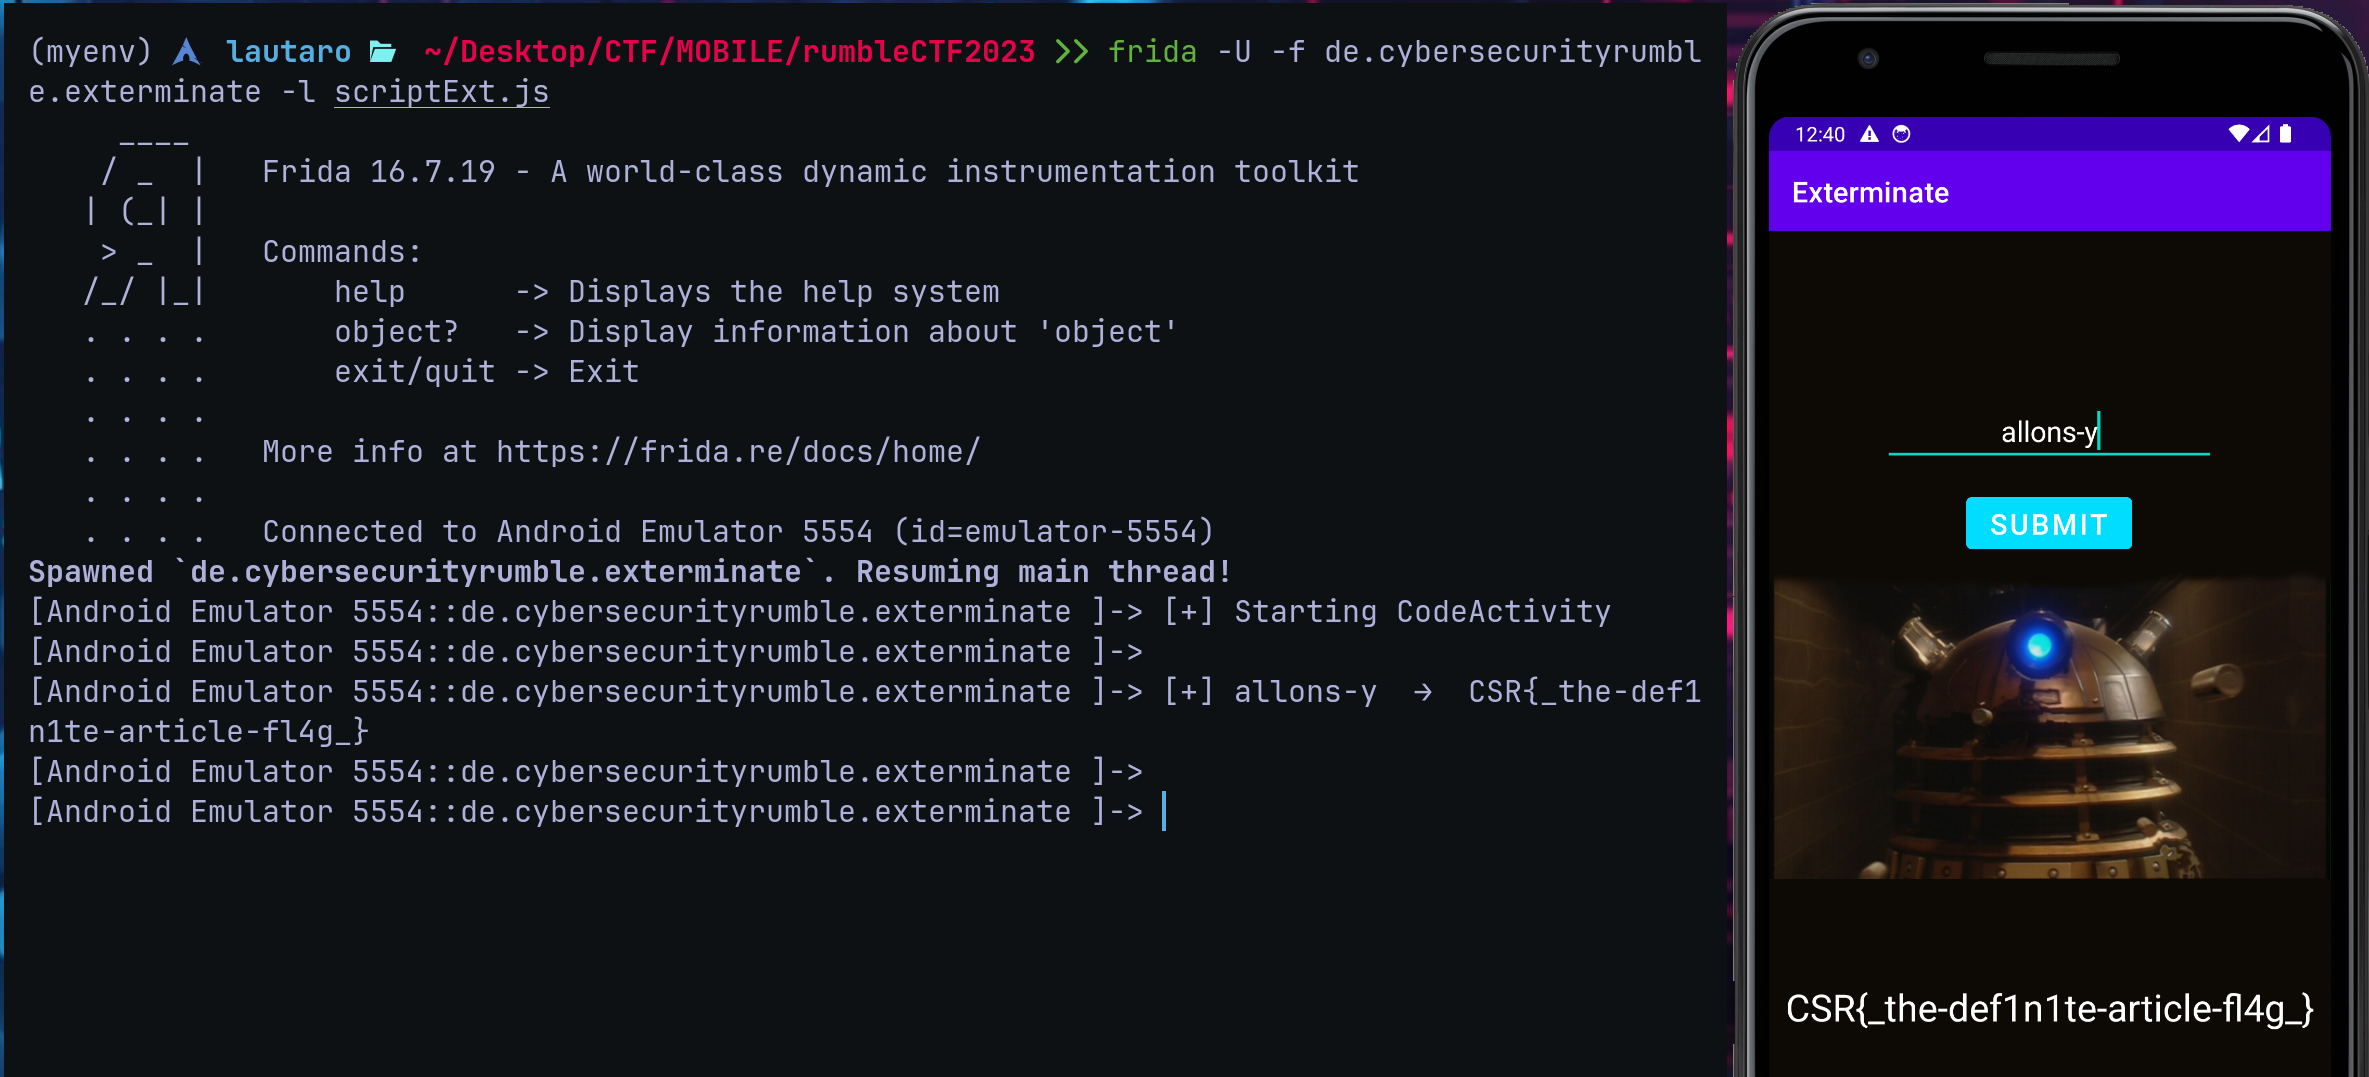 (myenv) lautaro ~/Desktop/CTF/MOBILE/rumbleCTF2023 >> frida -U -f de.cybersecurityrumbl
e.exterminate -l scriptExt.js
     ____
    / _  |   Frida 16.7.19 - A world-class dynamic instrumentation toolkit
   | (_| |
    > _  |   Commands:
   /_/ |_|       help      -> Displays the help system
   . . . .       object?   -> Display information about 'object'
   . . . .       exit/quit -> Exit
   . . . .
   . . . .   More info at https://frida.re/docs/home/
   . . . .
   . . . .   Connected to Android Emulator 5554 (id=emulator-5554)
Spawned `de.cybersecurityrumble.exterminate`. Resuming main thread!
[Android Emulator 5554::de.cybersecurityrumble.exterminate ]-> [+] Starting CodeActivity
[Android Emulator 5554::de.cybersecurityrumble.exterminate ]->
[Android Emulator 5554::de.cybersecurityrumble.exterminate ]-> [+] allons-y → CSR{_the-def1
n1te-article-fl4g_}
[Android Emulator 5554::de.cybersecurityrumble.exterminate ]->
[Android Emulator 5554::de.cybersecurityrumble.exterminate ]->
12:40
Exterminate
allons-y
SUBMIT
CSR{_the-def1n1te-article-fl4g_}